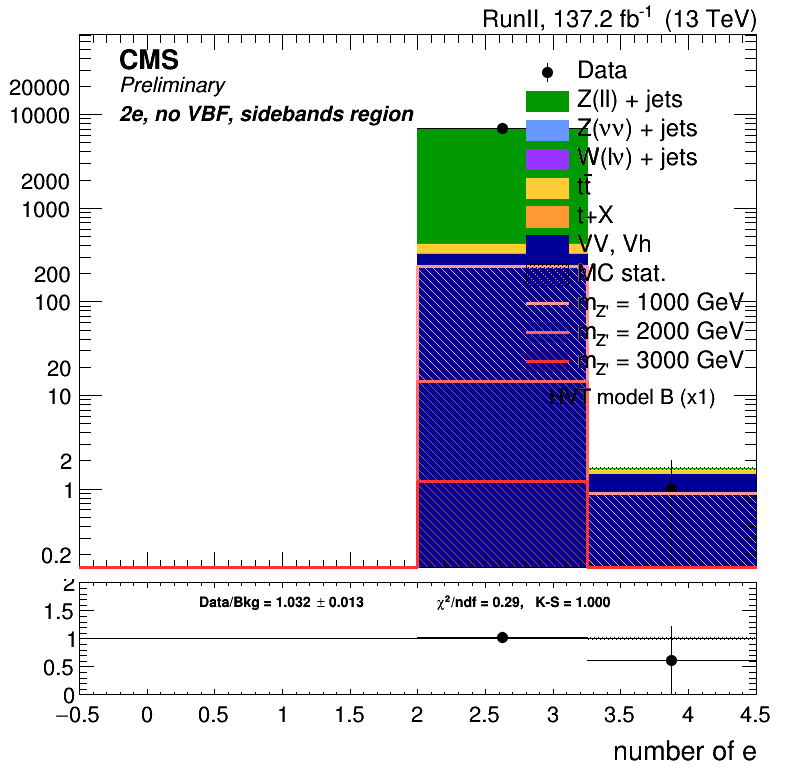 RunII, 137.2 fb⁻¹ (13 TeV)
CMS
Preliminary
2e, no VBF, sidebands region
Data
Z(ll) + jets
Z(νν) + jets
W(lν) + jets
tt̄
t+X
VV, Vh
MC stat.
m_Z' = 1000 GeV
m_Z' = 2000 GeV
m_Z' = 3000 GeV
HVT model B (x1)
20000
10000
2000
1000
200
100
20
10
2
1
0.2
Data/Bkg = 1.032 ± 0.013
χ²/ndf = 0.29, K-S = 1.000
2
1.5
1
0.5
0
−0.5 0 0.5 1 1.5 2 2.5 3 3.5 4 4.5
number of e